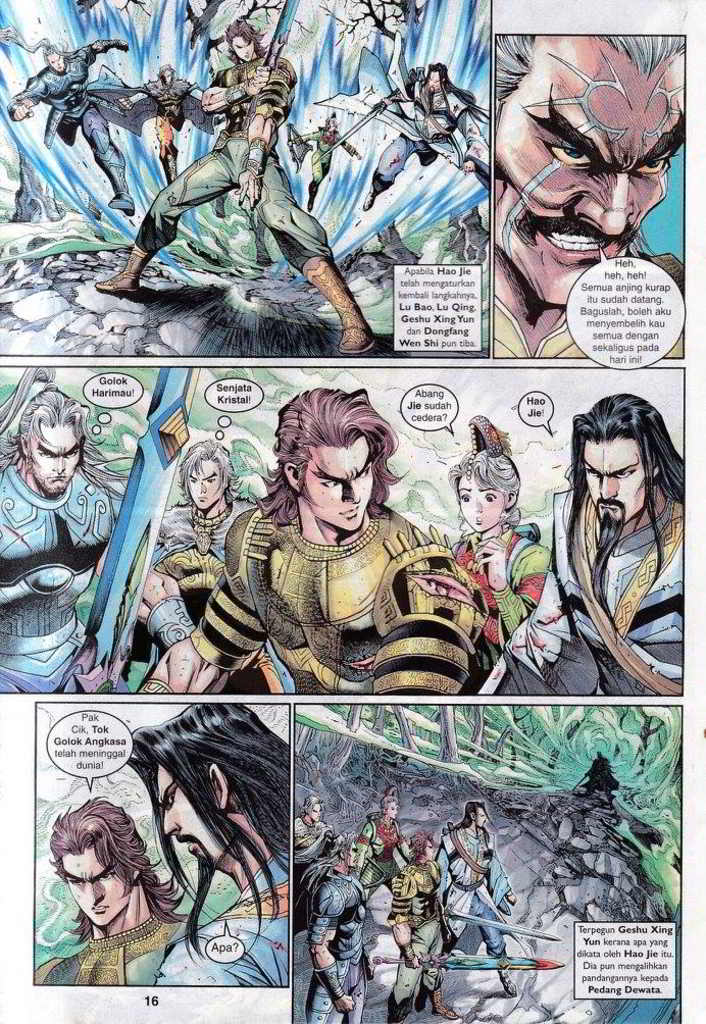 Apabila Hao Jie
telah mengaturkan
kembali langkahnya,
Lu Bao, Lu Qing,
Geshu Xing Yun
dan Dongfang
Wen Shi pun tiba.
Heh,
heh, heh!
Semua anjing kurap
itu sudah datang.
Baguslah, boleh aku
menyembelih kau
semua dengan
sekaligus pada
hari ini!
Golok
Harimau!
Senjata
Kristal!
Abang
Jie sudah
cedera?
Hao
Jie!
Pak
Cik, Tok
Golok Angkasa
telah meninggal
dunia!
Apa?
Terpegun Geshu Xing
Yun kerana apa yang
dikata oleh Hao Jie itu.
Dia pun mengalihkan
pandangannya kepada
Pedang Dewata.
16